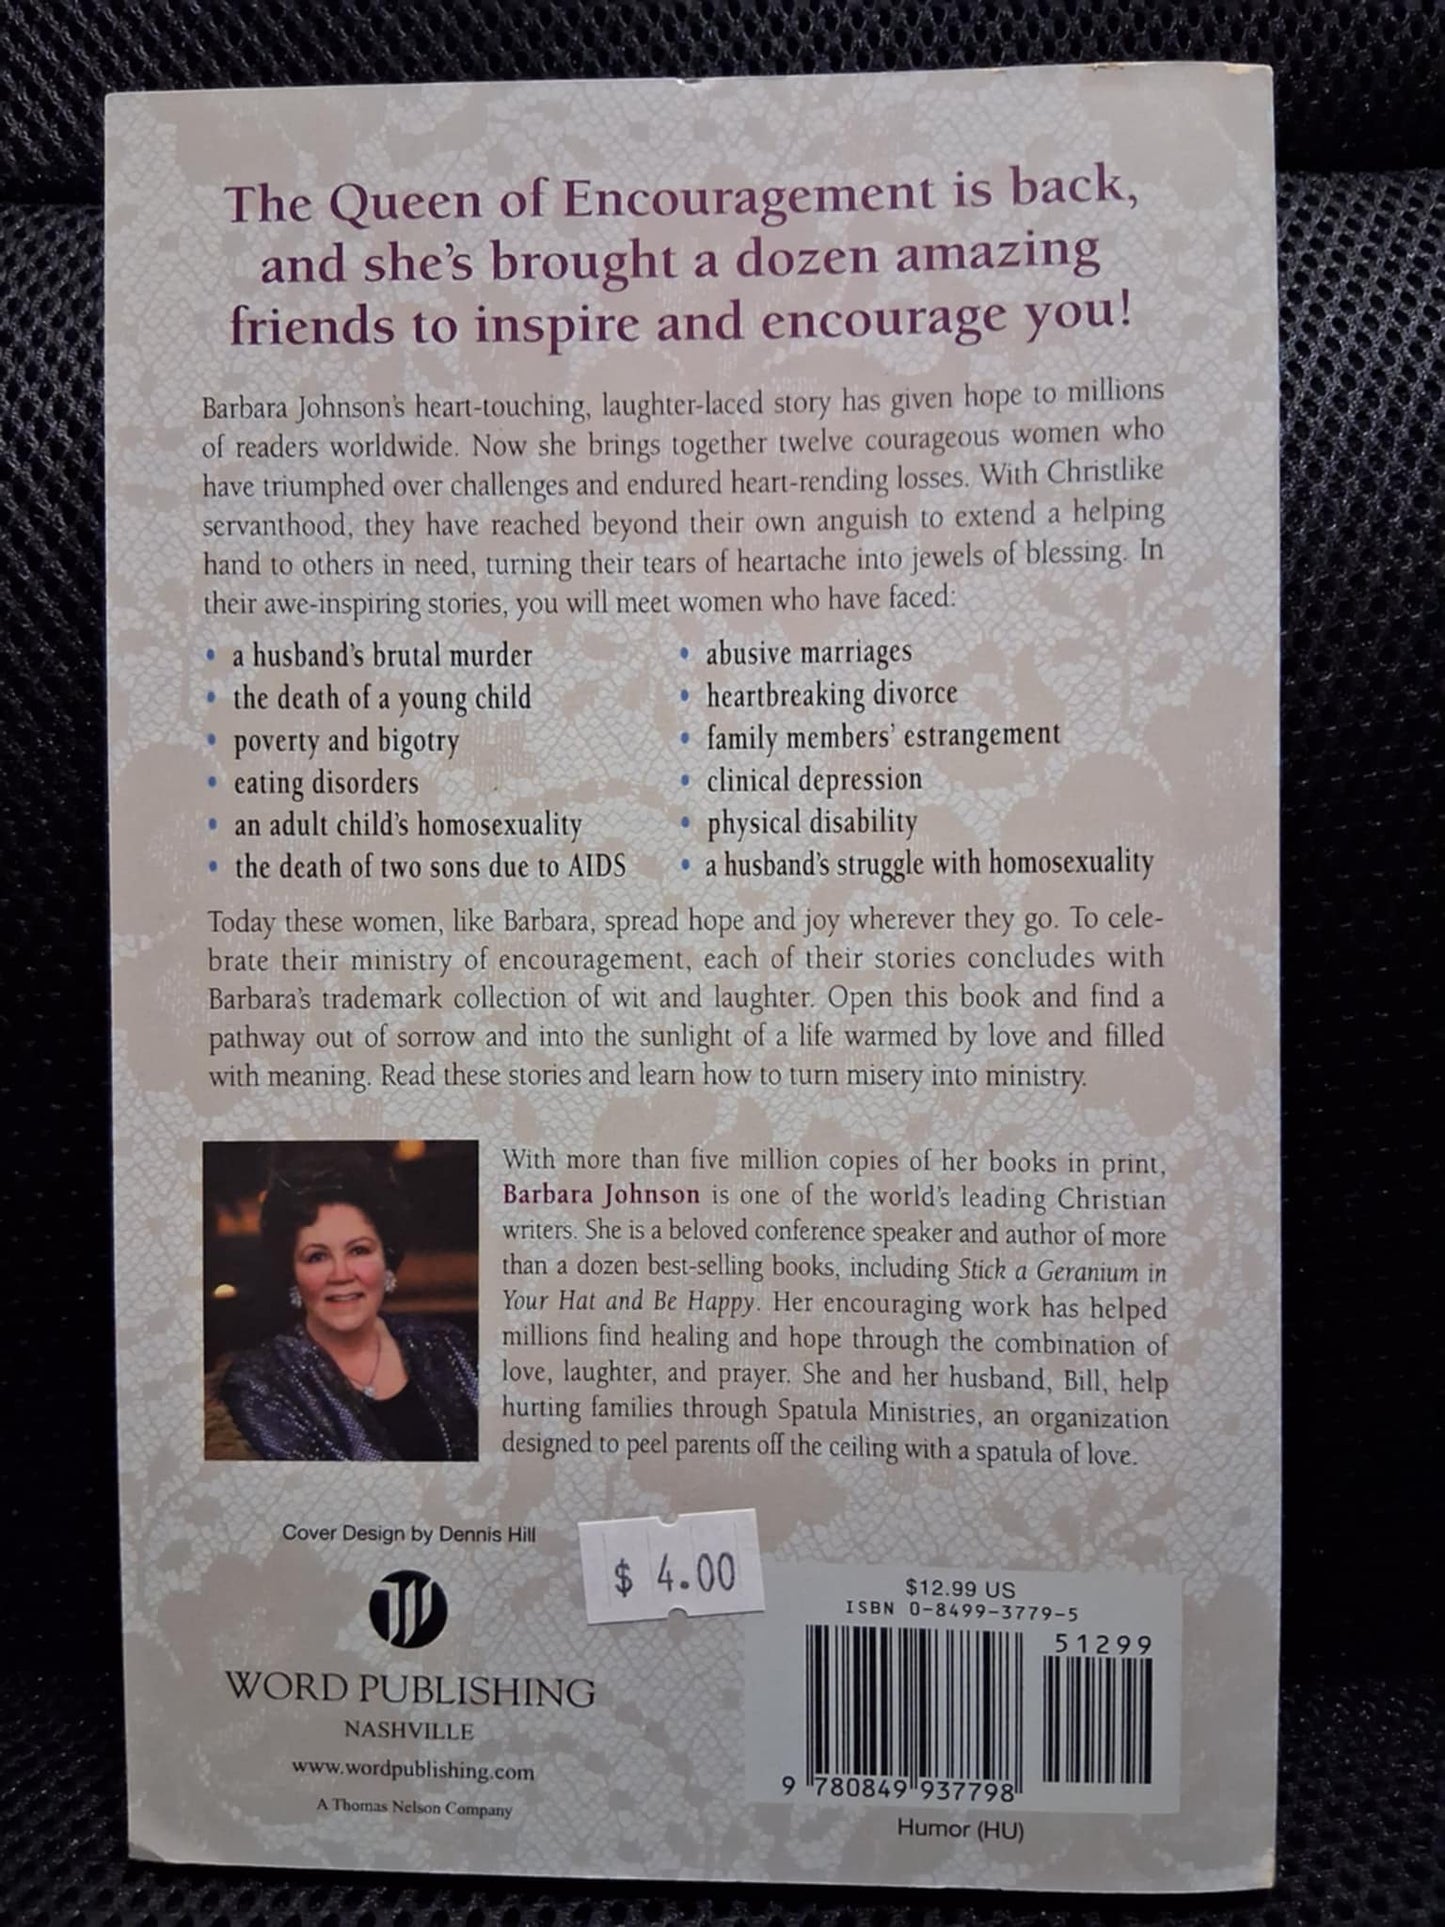 The Queen of Encouragement is back,
and she's brought a dozen amazing
friends to inspire and encourage you!
Barbara Johnson's heart-touching, laughter-laced story has given hope to millions
of readers worldwide. Now she brings together twelve courageous women who
have triumphed over challenges and endured heart-rending losses. With Christlike
servanthood, they have reached beyond their own anguish to extend a helping
hand to others in need, turning their tears of heartache into jewels of blessing. In
their awe-inspiring stories, you will meet women who have faced:
• a husband's brutal murder
• the death of a young child
• poverty and bigotry
• eating disorders
• an adult child's homosexuality
• the death of two sons due to AIDS
• abusive marriages
• heartbreaking divorce
• family members' estrangement
• clinical depression
• physical disability
• a husband's struggle with homosexuality
Today these women, like Barbara, spread hope and joy wherever they go. To cele-
brate their ministry of encouragement, each of their stories concludes with
Barbara's trademark collection of wit and laughter. Open this book and find a
pathway out of sorrow and into the sunlight of a life warmed by love and filled
with meaning. Read these stories and learn how to turn misery into ministry.
With more than five million copies of her books in print,
Barbara Johnson is one of the world's leading Christian
writers. She is a beloved conference speaker and author of more
than a dozen best-selling books, including Stick a Geranium in
Your Hat and Be Happy. Her encouraging work has helped
millions find healing and hope through the combination of
love, laughter, and prayer. She and her husband, Bill, help
hurting families through Spatula Ministries, an organization
designed to peel parents off the ceiling with a spatula of love.
Cover Design by Dennis Hill
W
WORD PUBLISHING
NASHVILLE
www.wordpublishing.com
A Thomas Nelson Company
$ 4.00
$12.99 US
ISBN 0-8499-3779-5
51299
9 780849 937798
Humor (HU)